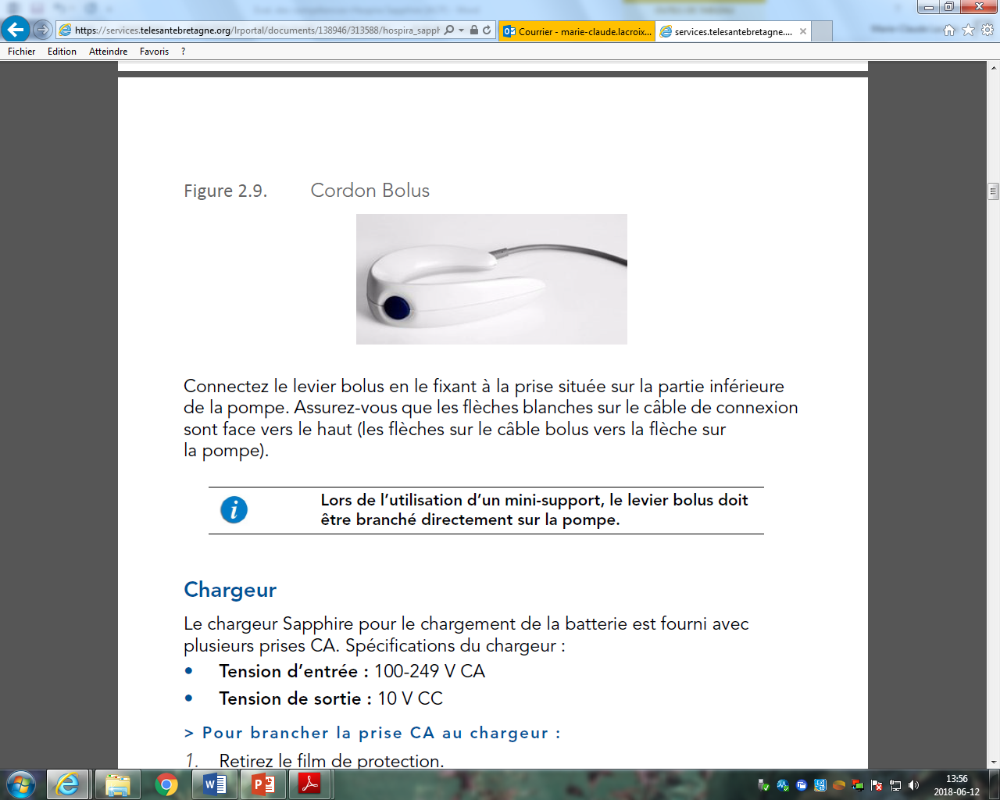 https://services.telesantebretagne.org/lrportal/documents/138946/313588/hospira_sapph
Courrier - marie-claude.lacroix...
services.telesantebretagne....
Fichier Edition Atteindre Favoris ?
Figure 2.9. Cordon Bolus
Connectez le levier bolus en le fixant à la prise située sur la partie inférieure
de la pompe. Assurez-vous que les flèches blanches sur le câble de connexion
sont face vers le haut (les flèches sur le câble bolus vers la flèche sur
la pompe).
Lors de l’utilisation d’un mini-support, le levier bolus doit
être branché directement sur la pompe.
Chargeur
Le chargeur Sapphire pour le chargement de la batterie est fourni avec
plusieurs prises CA. Spécifications du chargeur :
• Tension d’entrée : 100-249 V CA
• Tension de sortie : 10 V CC
> Pour brancher la prise CA au chargeur :
1. Retirez le film de protection.
13:56
2018-06-12